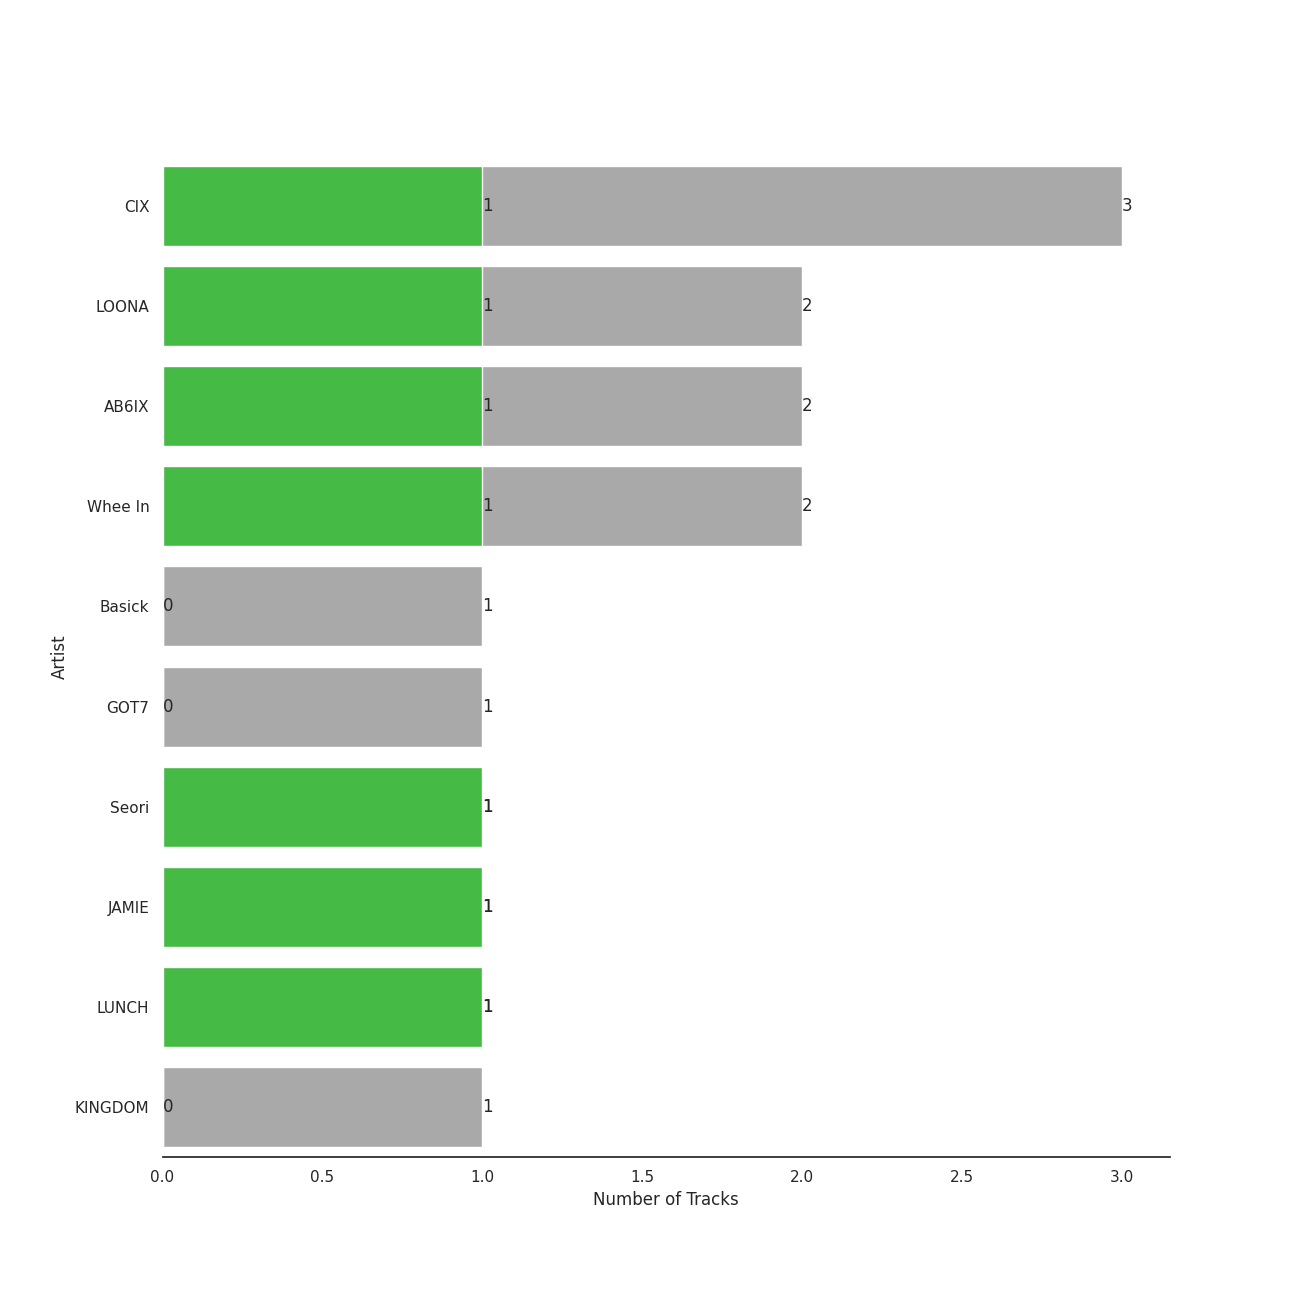 CIX 1 3
LOONA 1 2
AB6IX 1 2
Whee In 1 2
Basick 0 1
GOT7 0 1
Seori 1
JAMIE 1
LUNCH 1
KINGDOM 0 1
Artist
0.0 0.5 1.0 1.5 2.0 2.5 3.0
Number of Tracks